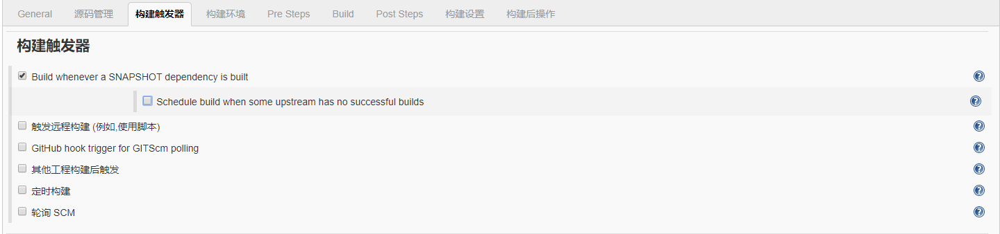 General 源码管理 构建触发器 构建环境 Pre Steps Build Post Steps 构建设置 构建后操作
构建触发器
Build whenever a SNAPSHOT dependency is built
Schedule build when some upstream has no successful builds
触发远程构建 (例如,使用脚本)
GitHub hook trigger for GITScm polling
其他工程构建后触发
定时构建
轮询 SCM